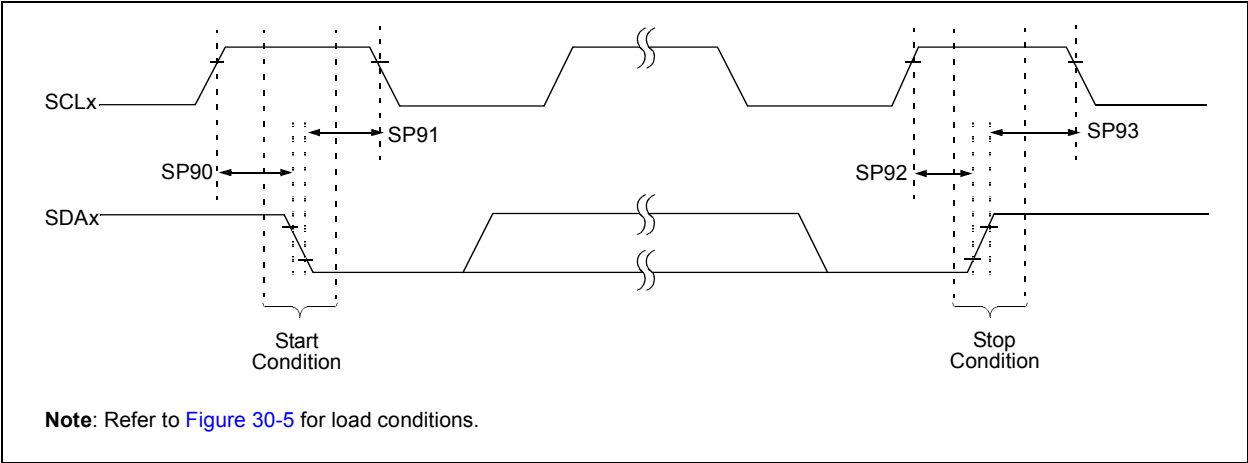 SCLx
SP91
SP93
SP90
SP92
SDAx
Start
Condition
Stop
Condition
Note: Refer to Figure 30-5 for load conditions.